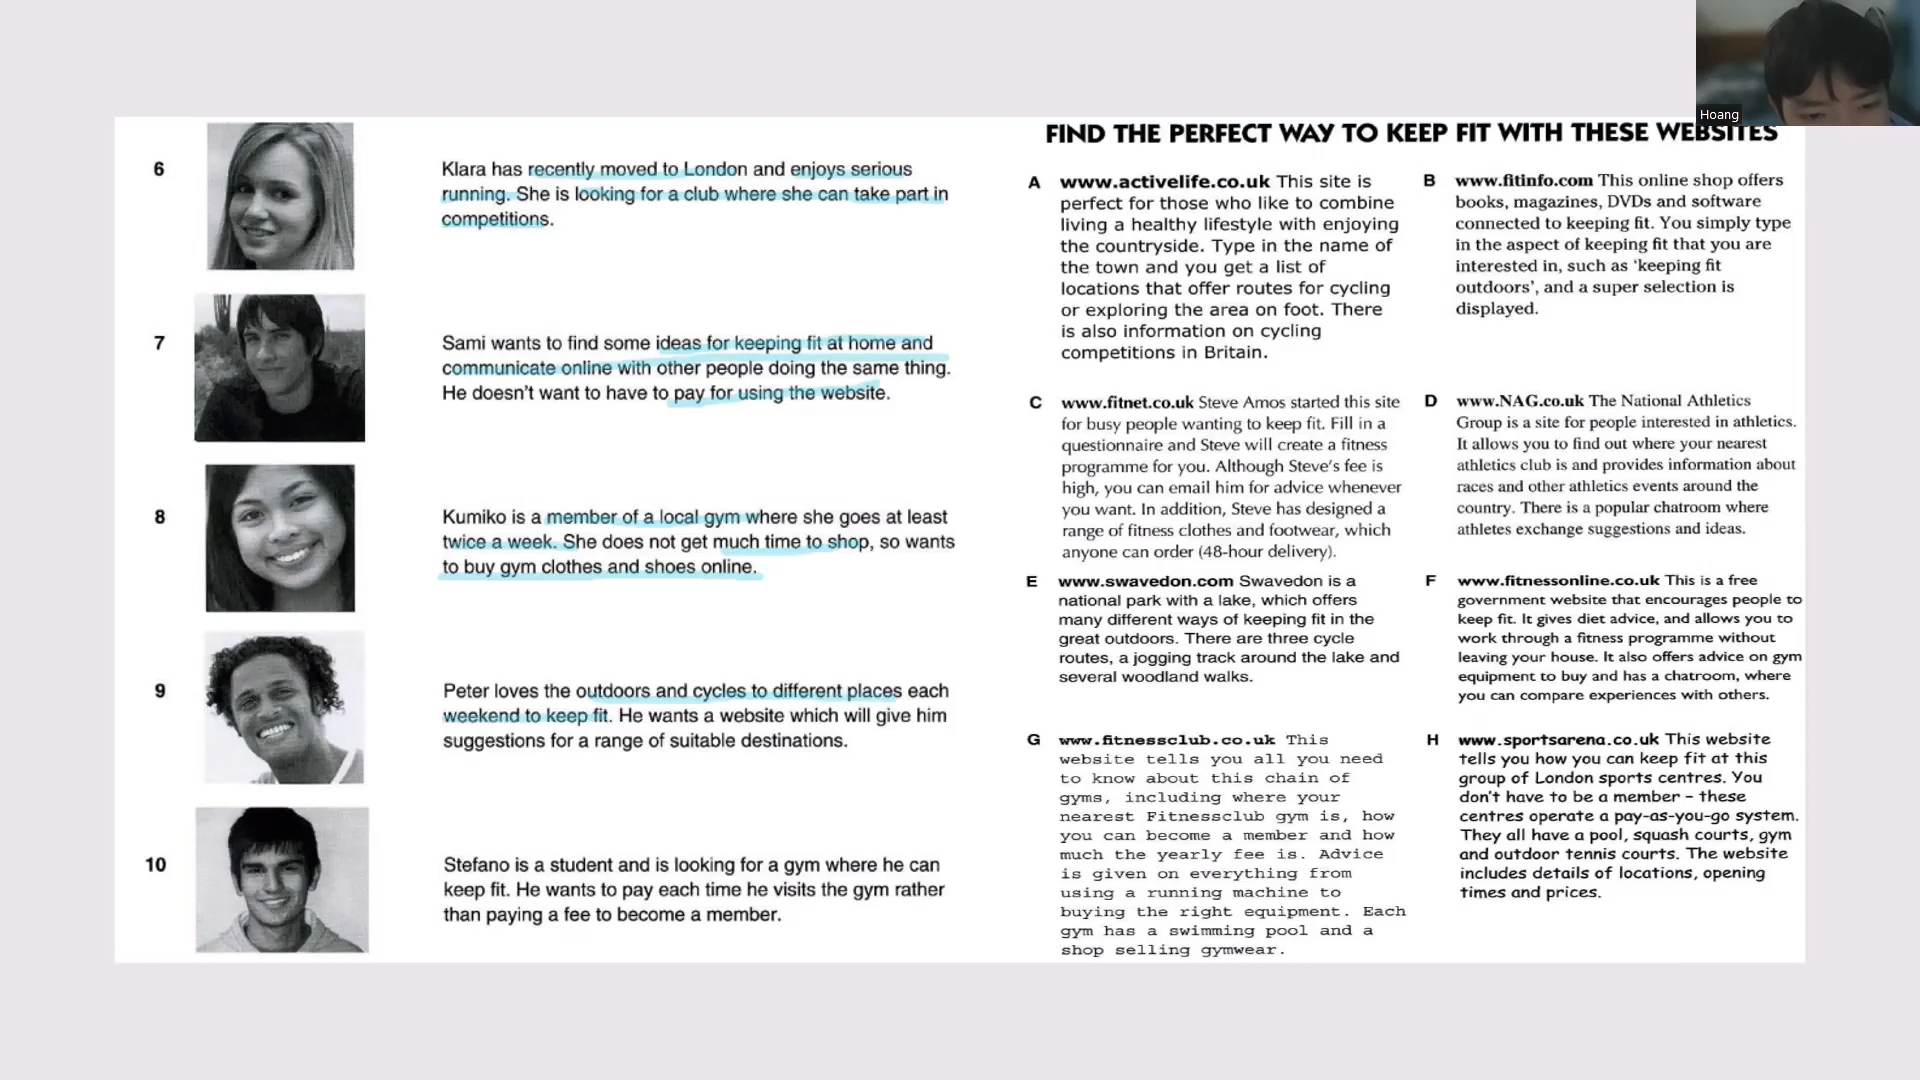 Hoang
6
Klara has recently moved to London and enjoys serious
running. She is looking for a club where she can take part in
competitions.
7
Sami wants to find some ideas for keeping fit at home and
communicate online with other people doing the same thing.
He doesn't want to have to pay for using the website.
8
Kumiko is a member of a local gym where she goes at least
twice a week. She does not get much time to shop, so wants
to buy gym clothes and shoes online.
9
Peter loves the outdoors and cycles to different places each
weekend to keep fit. He wants a website which will give him
suggestions for a range of suitable destinations.
10
Stefano is a student and is looking for a gym where he can
keep fit. He wants to pay each time he visits the gym rather
than paying a fee to become a member.
FIND THE PERFECT WAY TO KEEP FIT WITH THESE WEBSITES
A www.activelife.co.uk This site is
perfect for those who like to combine
living a healthy lifestyle with enjoying
the countryside. Type in the name of
the town and you get a list of
locations that offer routes for cycling
or exploring the area on foot. There
is also information on cycling
competitions in Britain.
B www.fitinfo.com This online shop offers
books, magazines, DVDs and software
connected to keeping fit. You simply type
in the aspect of keeping fit that you are
interested in, such as 'keeping fit
outdoors', and a super selection is
displayed.
C www.fitnet.co.uk Steve Amos started this site
for busy people wanting to keep fit. Fill in a
questionnaire and Steve will create a fitness
programme for you. Although Steve's fee is
high, you can email him for advice whenever
you want. In addition, Steve has designed a
range of fitness clothes and footwear, which
anyone can order (48-hour delivery).
D www.NAG.co.uk The National Athletics
Group is a site for people interested in athletics.
It allows you to find out where your nearest
athletics club is and provides information about
races and other athletics events around the
country. There is a popular chatroom where
athletes exchange suggestions and ideas.
E www.swavedon.com Swavedon is a
national park with a lake, which offers
many different ways of keeping fit in the
great outdoors. There are three cycle
routes, a jogging track around the lake and
several woodland walks.
F www.fitnessonline.co.uk This is a free
government website that encourages people to
keep fit. It gives diet advice, and allows you to
work through a fitness programme without
leaving your house. It also offers advice on gym
equipment to buy and has a chatroom, where
you can compare experiences with others.
G www.fitnessclub.co.uk This
website tells you all you need
to know about this chain of
gyms, including where your
nearest Fitnessclub gym is, how
you can become a member and how
much the yearly fee is. Advice
is given on everything from
using a running machine to
buying the right equipment. Each
gym has a swimming pool and a
shop selling gymwear.
H www.sportsarena.co.uk This website
tells you how you can keep fit at this
group of London sports centres. You
don't have to be a member – these
centres operate a pay-as-you-go system.
They all have a pool, squash courts, gym
and outdoor tennis courts. The website
includes details of locations, opening
times and prices.